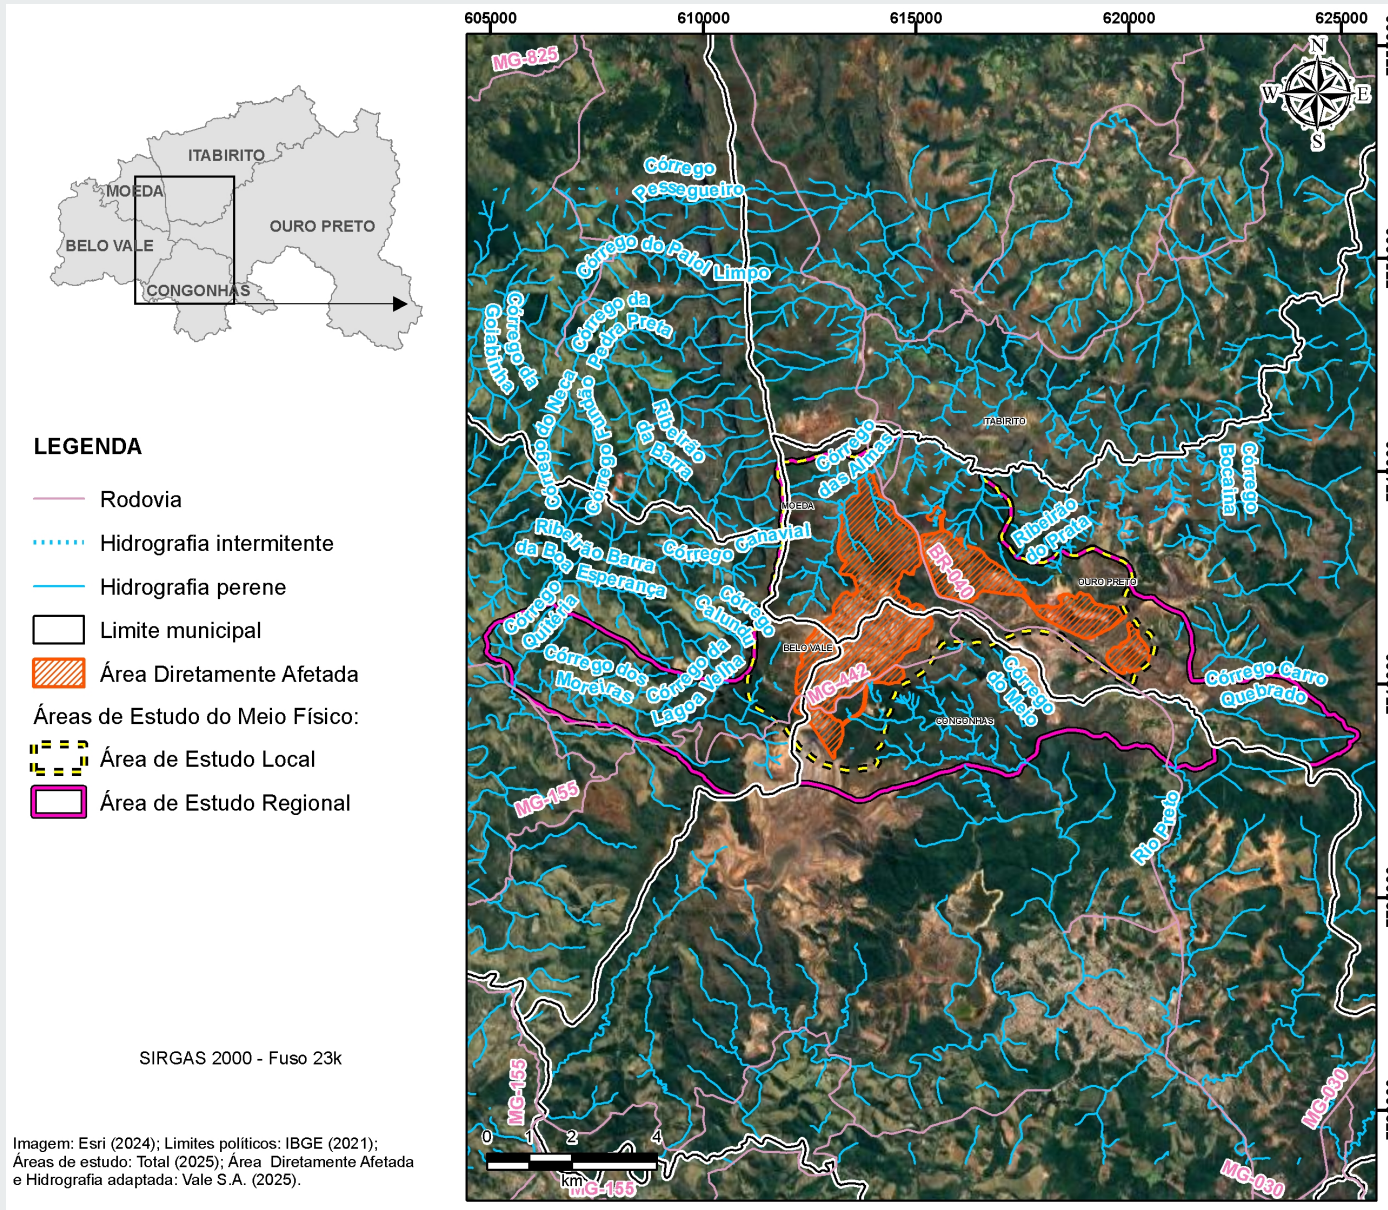 605000
610000
615000
620000
625000
MG-825
N
W
E
S
ITABIRITO
MOEDA
OURO PRETO
BELO VALE
CONGONHAS
Córrego
Pessegueiro
Córrego do Paiol Limpo
Córrego da
Pedra Preta
Córrego da
Goiabinha
Córrego do Neca
Córrego Fundão
Ribeirão
da
Barra
ITABIRITO
Córrego
das Almas
Córrego
Bocaina
MOEDA
Ribeirão
do Prata
Ribeirão Barra
da Boa Esperança
Córrego Canavial
BR-040
OURO PRETO
Córrego
Quitéria
Córrego
Calundu
BELO VALE
Córrego dos
Moreiras
Córrego da
Lagoa Velha
MG-442
Córrego
do Meio
CONGONHAS
Córrego Carro
Quebrado
MG-155
Rio Preto
MG-155
MG-030
MG-030
MG-155
0 1 2 4
km
LEGENDA
Rodovia
Hidrografia intermitente
Hidrografia perene
Limite municipal
Área Diretamente Afetada
Áreas de Estudo do Meio Físico:
Área de Estudo Local
Área de Estudo Regional
SIRGAS 2000 - Fuso 23k
Imagem: Esri (2024); Limites políticos: IBGE (2021);
Áreas de estudo: Total (2025); Área Diretamente Afetada
e Hidrografia adaptada: Vale S.A. (2025).